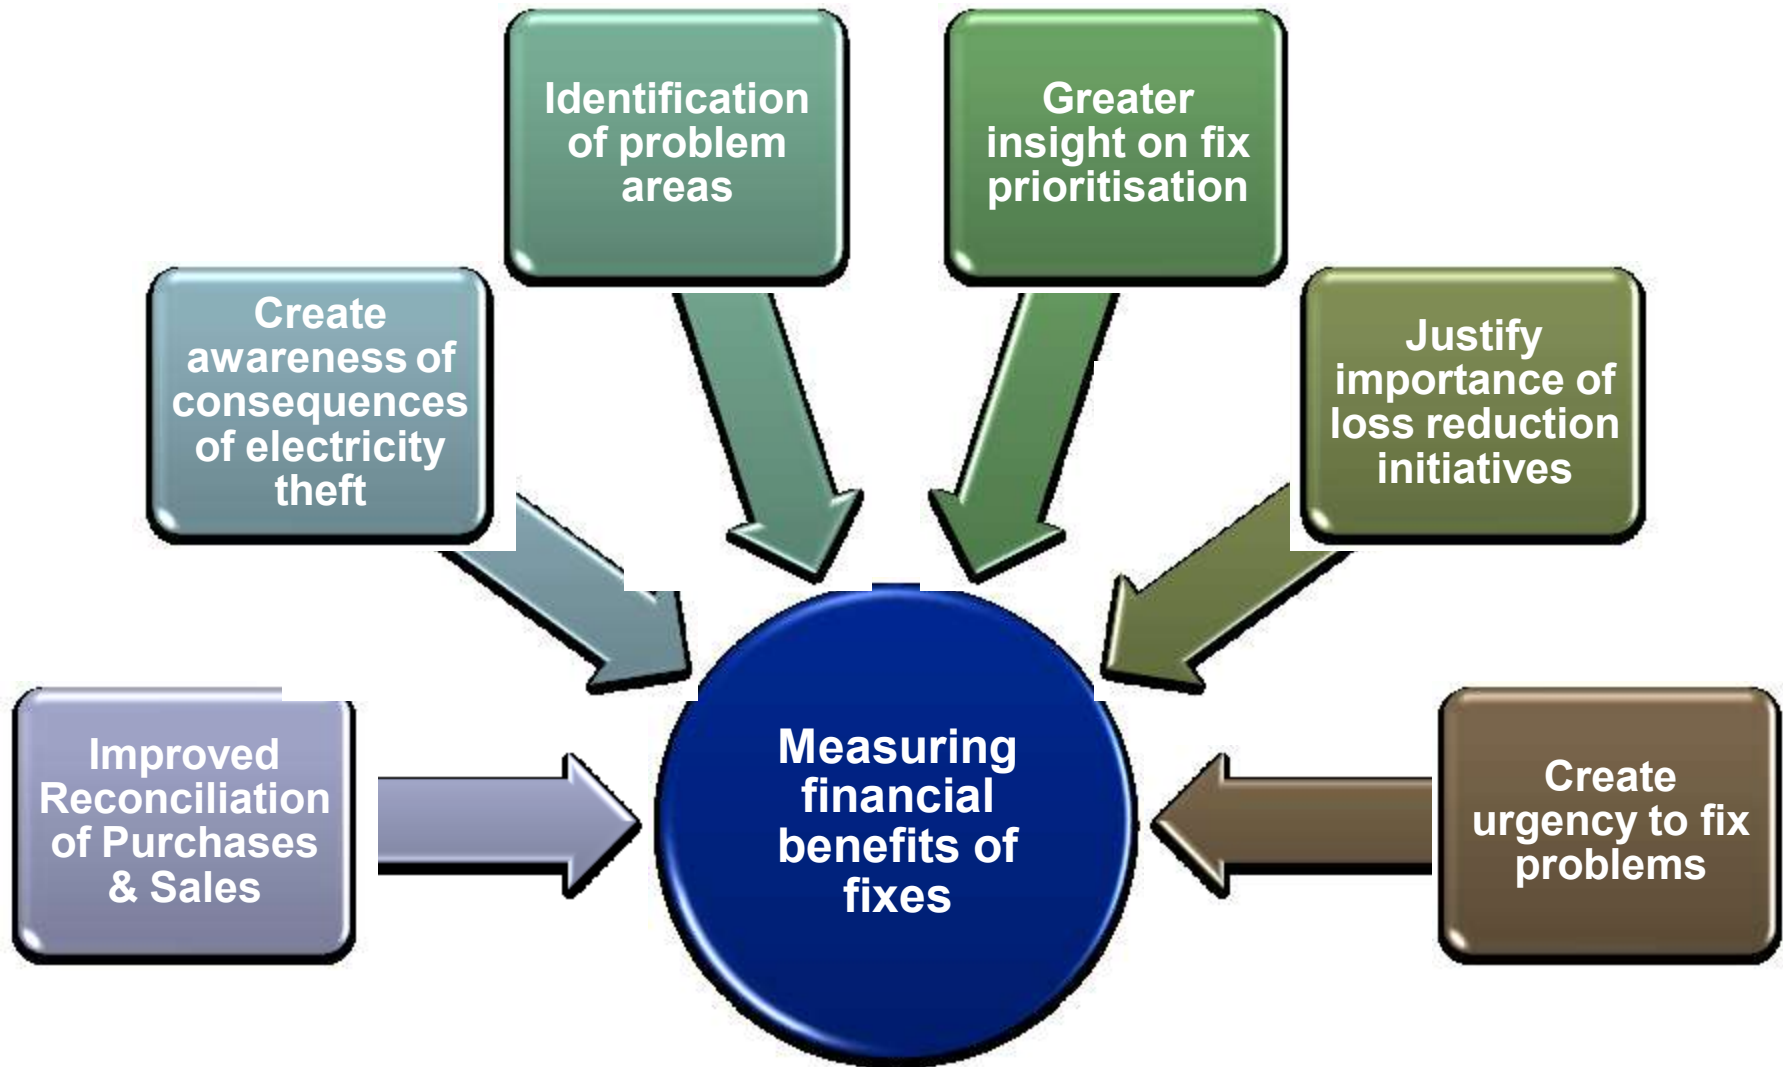 Identification
of problem
areas
Greater
insight on fix
prioritisation
Create
awareness of
consequences
of electricity
theft
Justify
importance of
loss reduction
initiatives
Improved
Reconciliation
of Purchases
& Sales
Measuring
financial
benefits of
fixes
Create
urgency to fix
problems